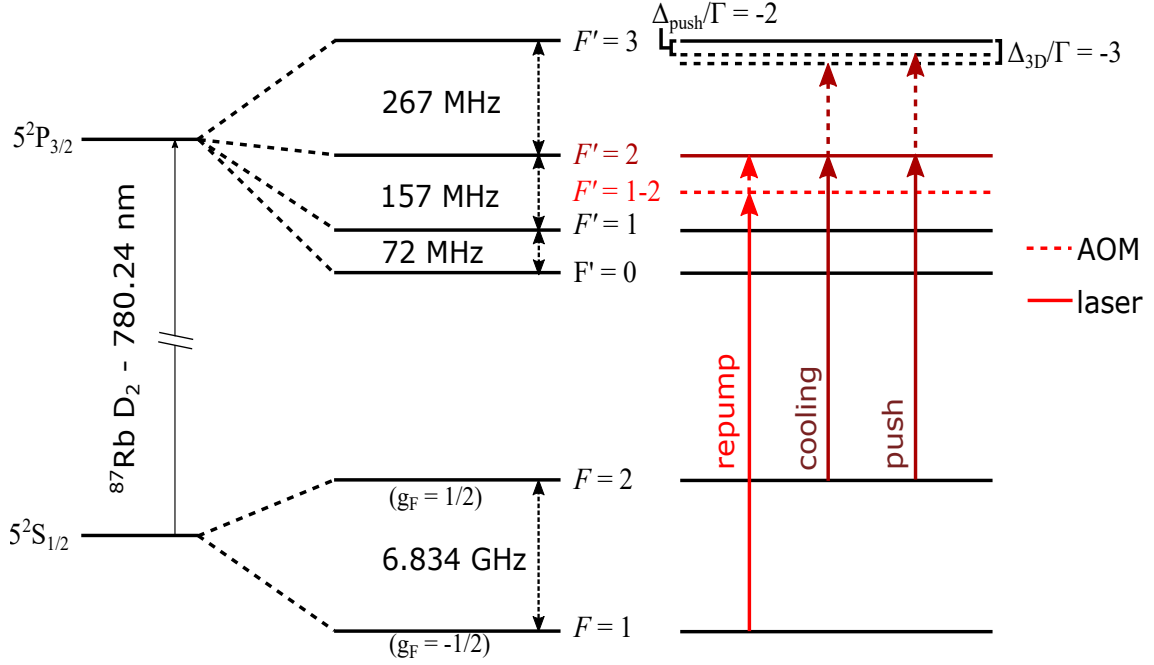 Δpush/Γ = -2
F' = 3
Δ3D/Γ = -3
267 MHz
5²P3/2
F' = 2
157 MHz
F' = 1-2
F' = 1
72 MHz
F' = 0
AOM
laser
⁸⁷Rb D₂ - 780.24 nm
repump
cooling
push
F = 2
(gF = 1/2)
5²S1/2
6.834 GHz
F = 1
(gF = -1/2)